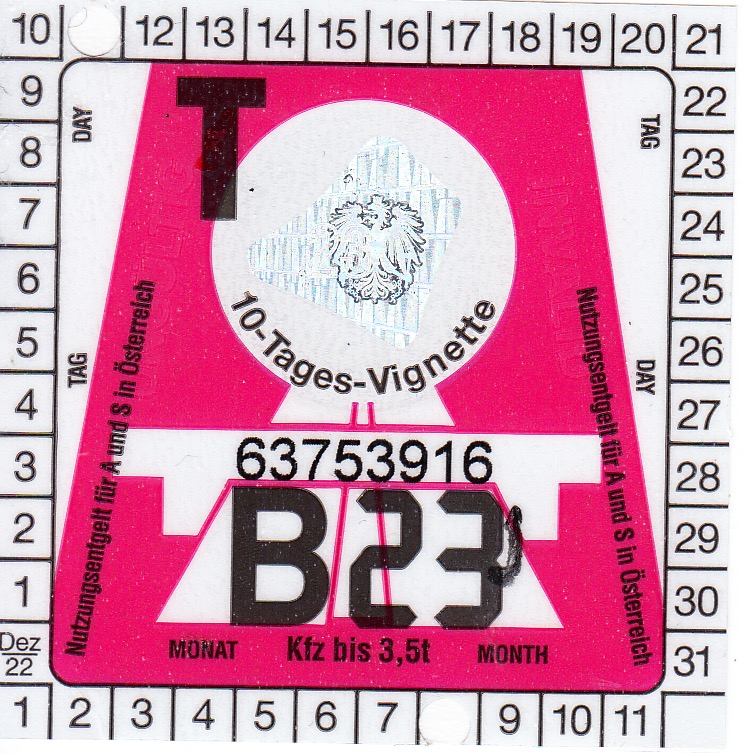 10 12 13 14 15 16 17 18 19 20 21
9
8
7
6
5
4
3
2
1
Dez
22
22
23
24
25
26
27
28
29
30
31
DAY
TAG
TAG
DAY
T
10-Tages-Vignette
Nutzungsentgelt für A und S in Österreich
Nutzungsentgelt für A und S in Österreich
63753916
B23
MONAT Kfz bis 3,5t MONTH
1 2 3 4 5 6 7 9 10 11